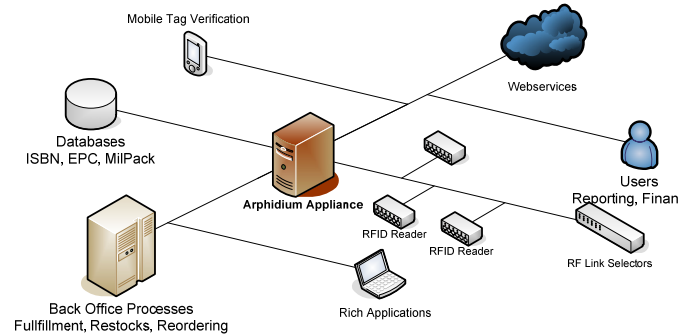 Mobile Tag Verification
Webservices
Databases
ISBN, EPC, MilPack
Users
Reporting, Finan
Arphidium Appliance
RFID Reader
RFID Reader
RF Link Selectors
Back Office Processes
Fullfillment, Restocks, Reordering
Rich Applications